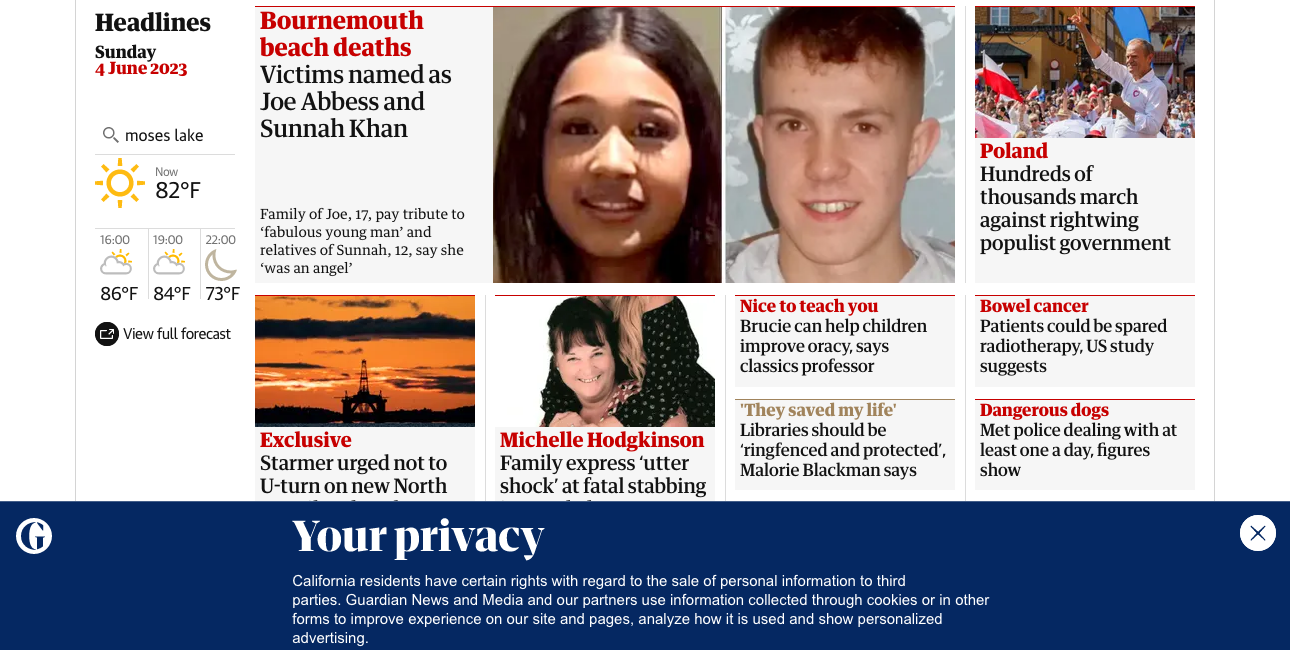 Headlines
Sunday
4 June 2023
moses lake
Now
82°F
16:00
19:00
22:00
86°F
84°F
73°F
View full forecast
Bournemouth
beach deaths
Victims named as
Joe Abbess and
Sunnah Khan
Family of Joe, 17, pay tribute to
‘fabulous young man’ and
relatives of Sunnah, 12, say she
‘was an angel’
Poland
Hundreds of
thousands march
against rightwing
populist government
Exclusive
Starmer urged not to
U-turn on new North
Michelle Hodgkinson
Family express ‘utter
shock’ at fatal stabbing
Nice to teach you
Brucie can help children
improve oracy, says
classics professor
'They saved my life'
Libraries should be
‘ringfenced and protected’,
Malorie Blackman says
Bowel cancer
Patients could be spared
radiotherapy, US study
suggests
Dangerous dogs
Met police dealing with at
least one a day, figures
show
G
Your privacy
California residents have certain rights with regard to the sale of personal information to third
parties. Guardian News and Media and our partners use information collected through cookies or in other
forms to improve experience on our site and pages, analyze how it is used and show personalized
advertising.